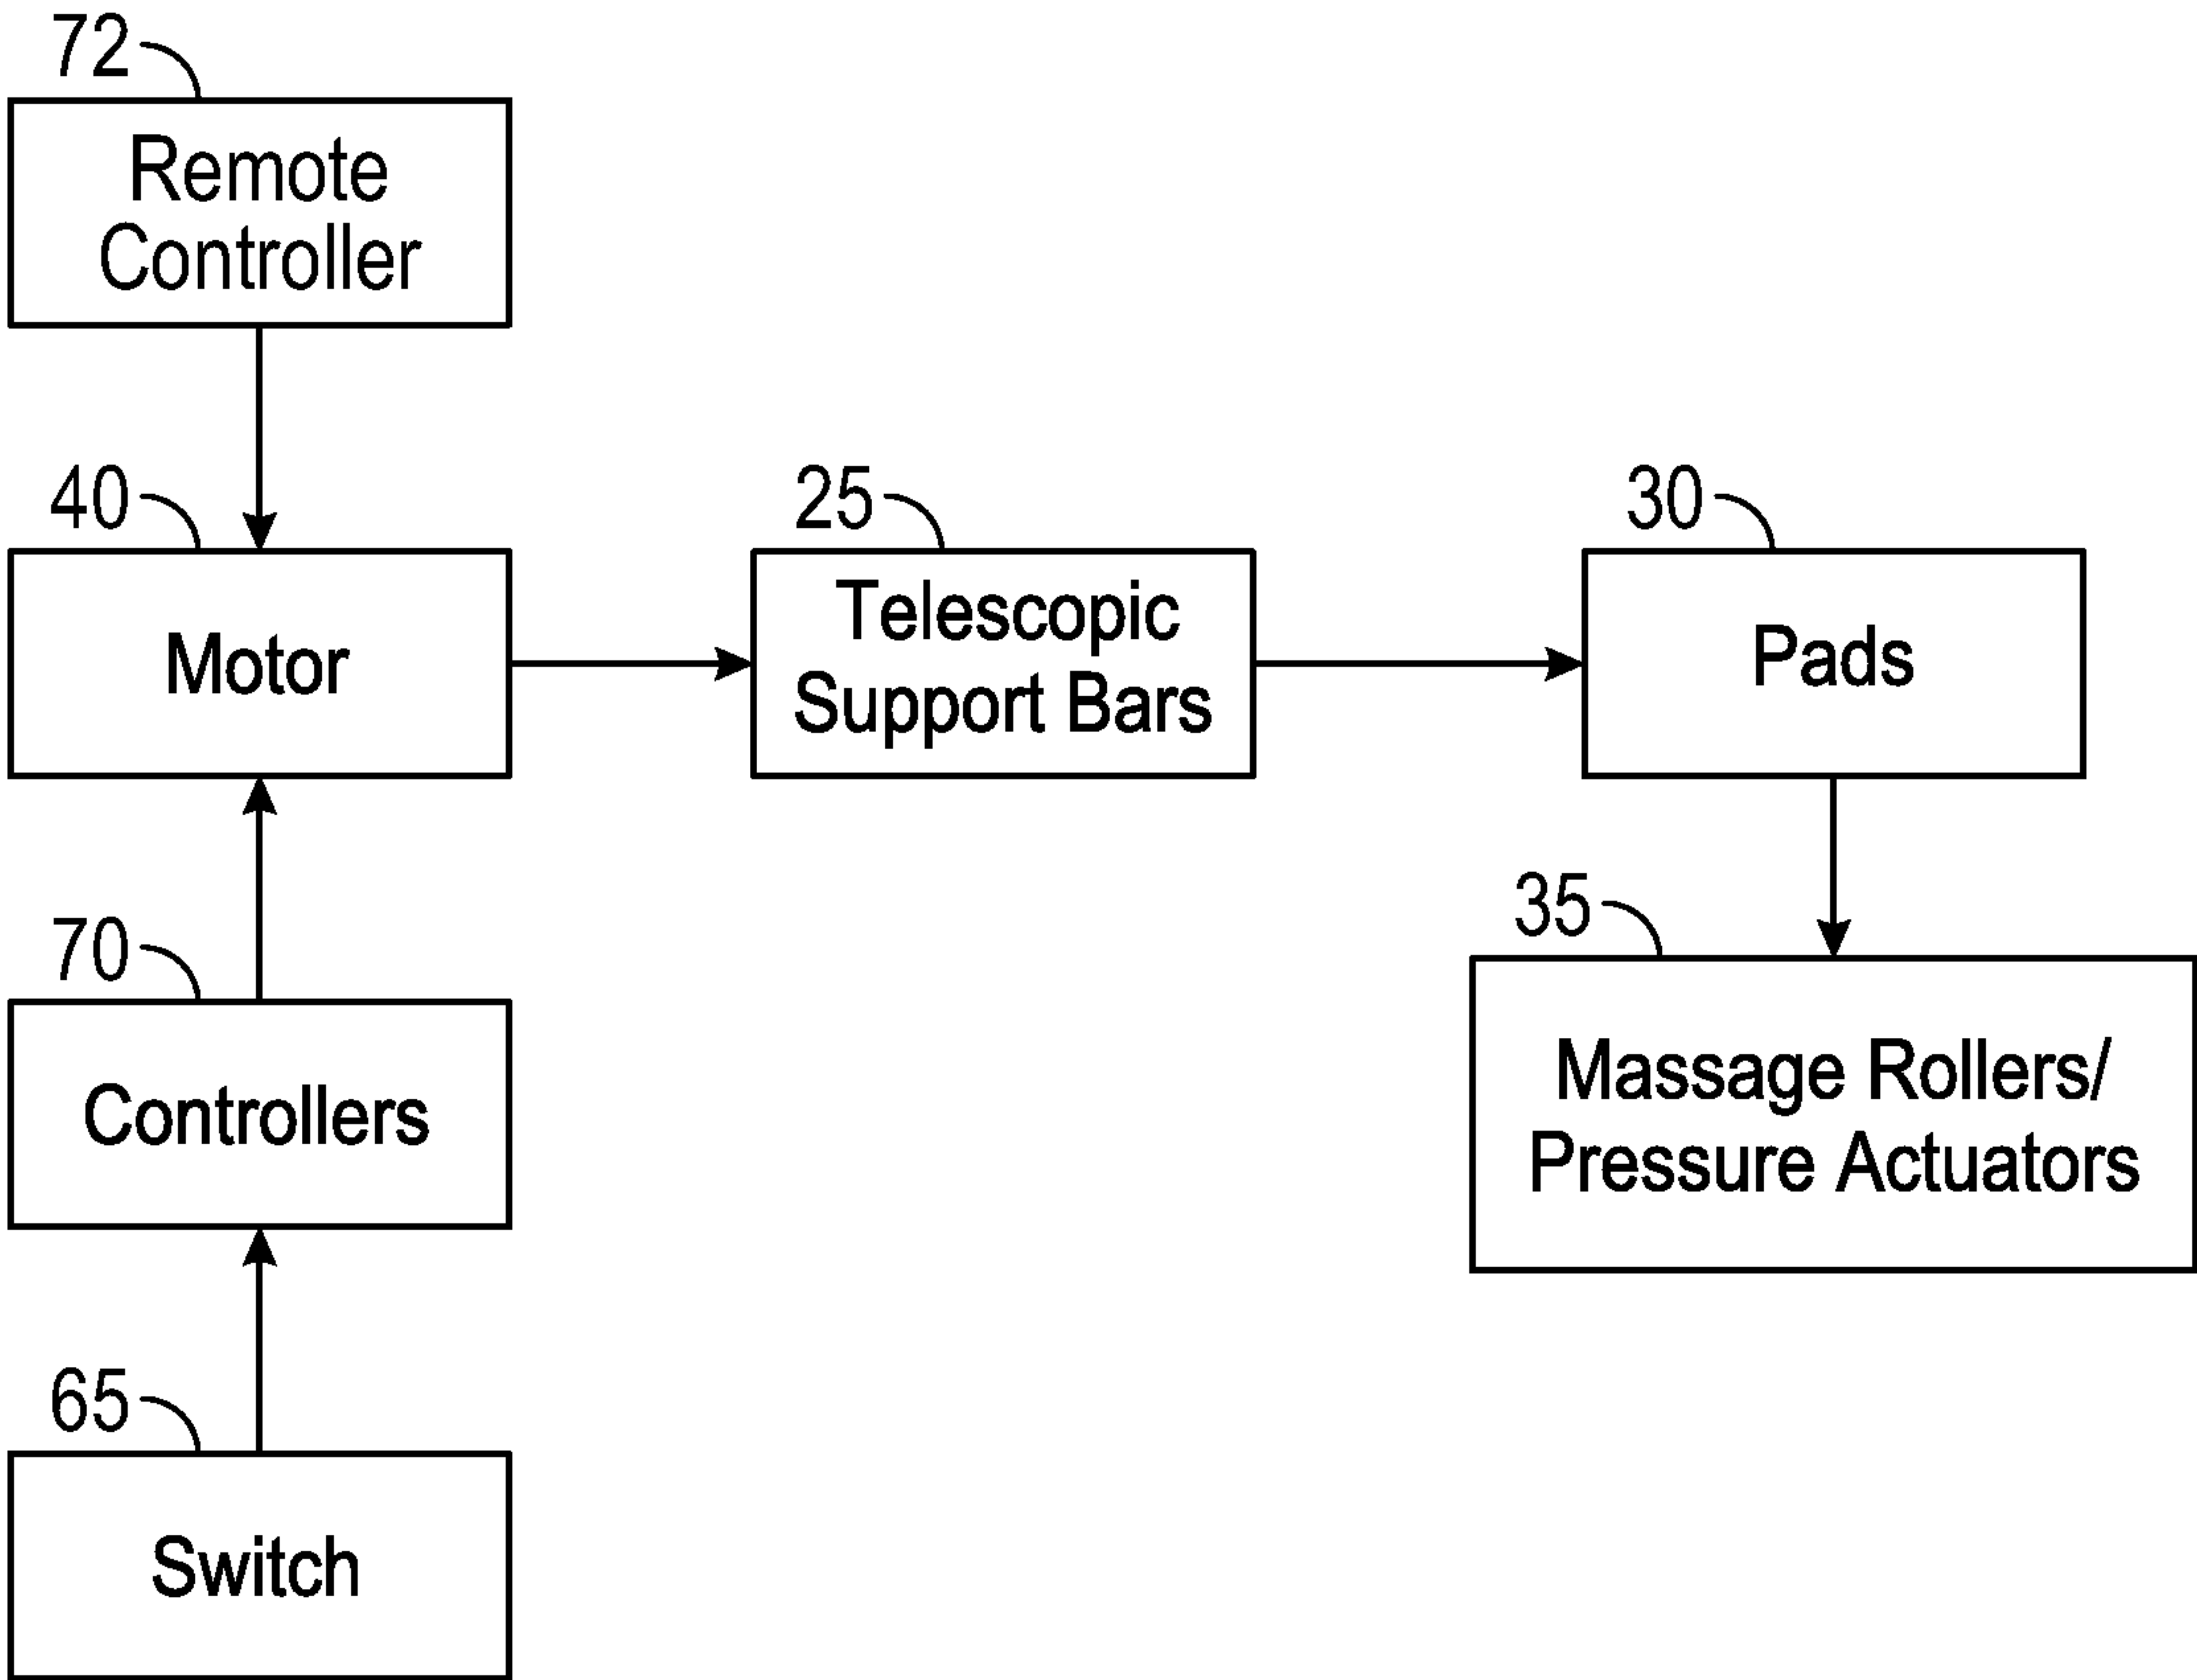 72
Remote
Controller
40
Motor
25
Telescopic
Support Bars
30
Pads
70
Controllers
35
Massage Rollers/
Pressure Actuators
65
Switch